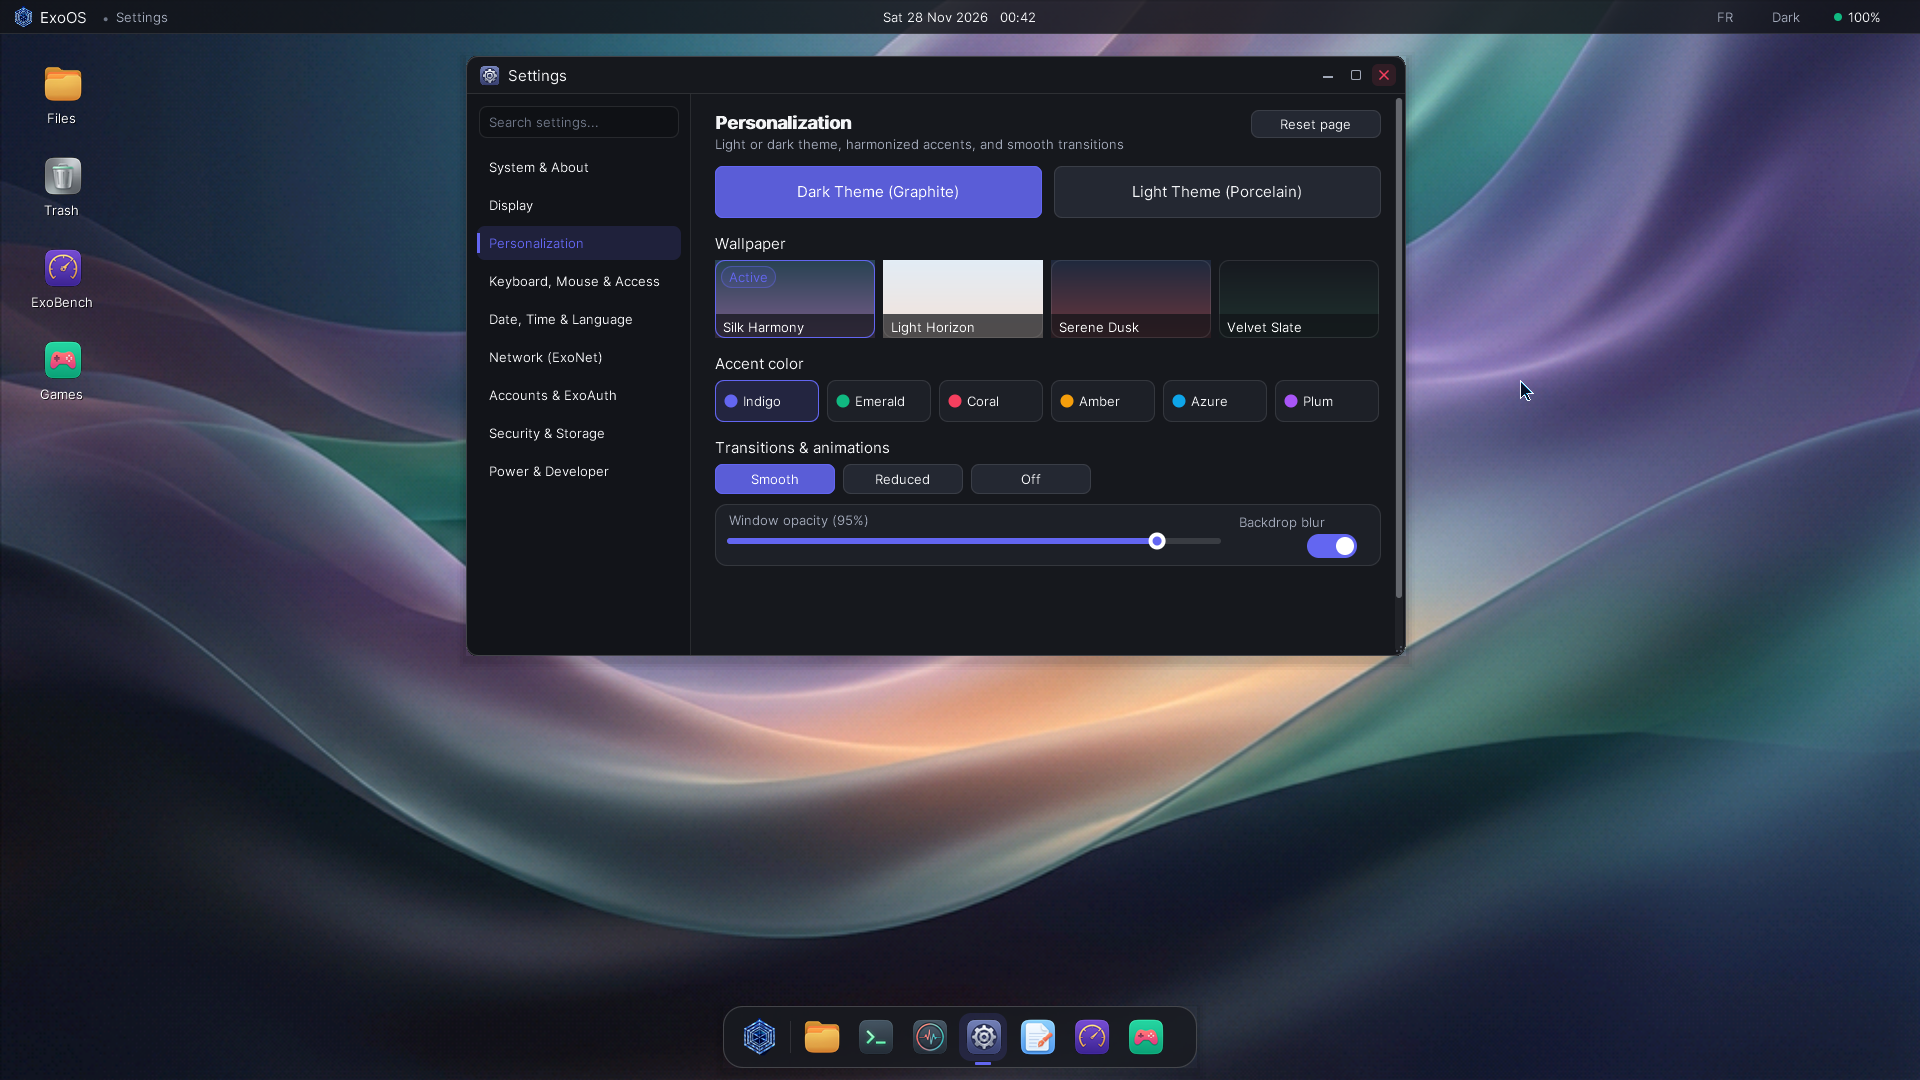 ExoOS • Settings
Sat 28 Nov 2026 00:42
FR Dark 100%
Files
Trash
ExoBench
Games
Settings
Search settings...
System & About
Display
Personalization
Keyboard, Mouse & Access
Date, Time & Language
Network (ExoNet)
Accounts & ExoAuth
Security & Storage
Power & Developer
Personalization
Reset page
Light or dark theme, harmonized accents, and smooth transitions
Dark Theme (Graphite)
Light Theme (Porcelain)
Wallpaper
Active
Silk Harmony
Light Horizon
Serene Dusk
Velvet Slate
Accent color
Indigo
Emerald
Coral
Amber
Azure
Plum
Transitions & animations
Smooth
Reduced
Off
Window opacity (95%)
Backdrop blur